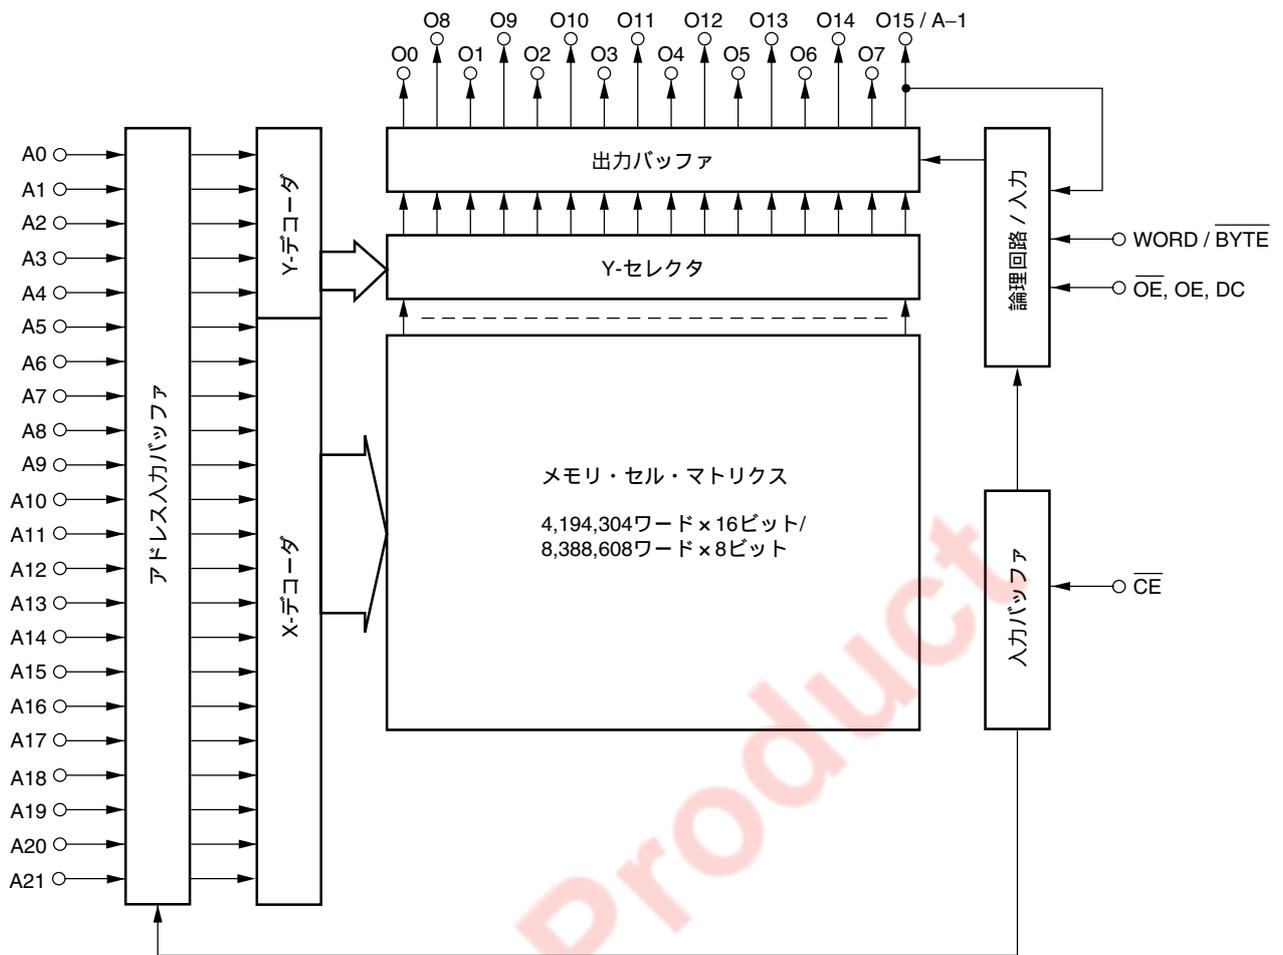 O8 O9 O10 O11 O12 O13 O14 O15 / A–1
O0 O1 O2 O3 O4 O5 O6 O7
A0
A1
A2
A3
A4
A5
A6
A7
A8
A9
A10
A11
A12
A13
A14
A15
A16
A17
A18
A19
A20
A21
アドレス入力バッファ
Y-デコーダ
X-デコーダ
出力バッファ
Y-セレクタ
メモリ・セル・マトリクス
4,194,304ワード×16ビット/
8,388,608ワード×8ビット
論理回路 / 入力
WORD / BYTE
OE, OE, DC
入力バッファ
CE
Product